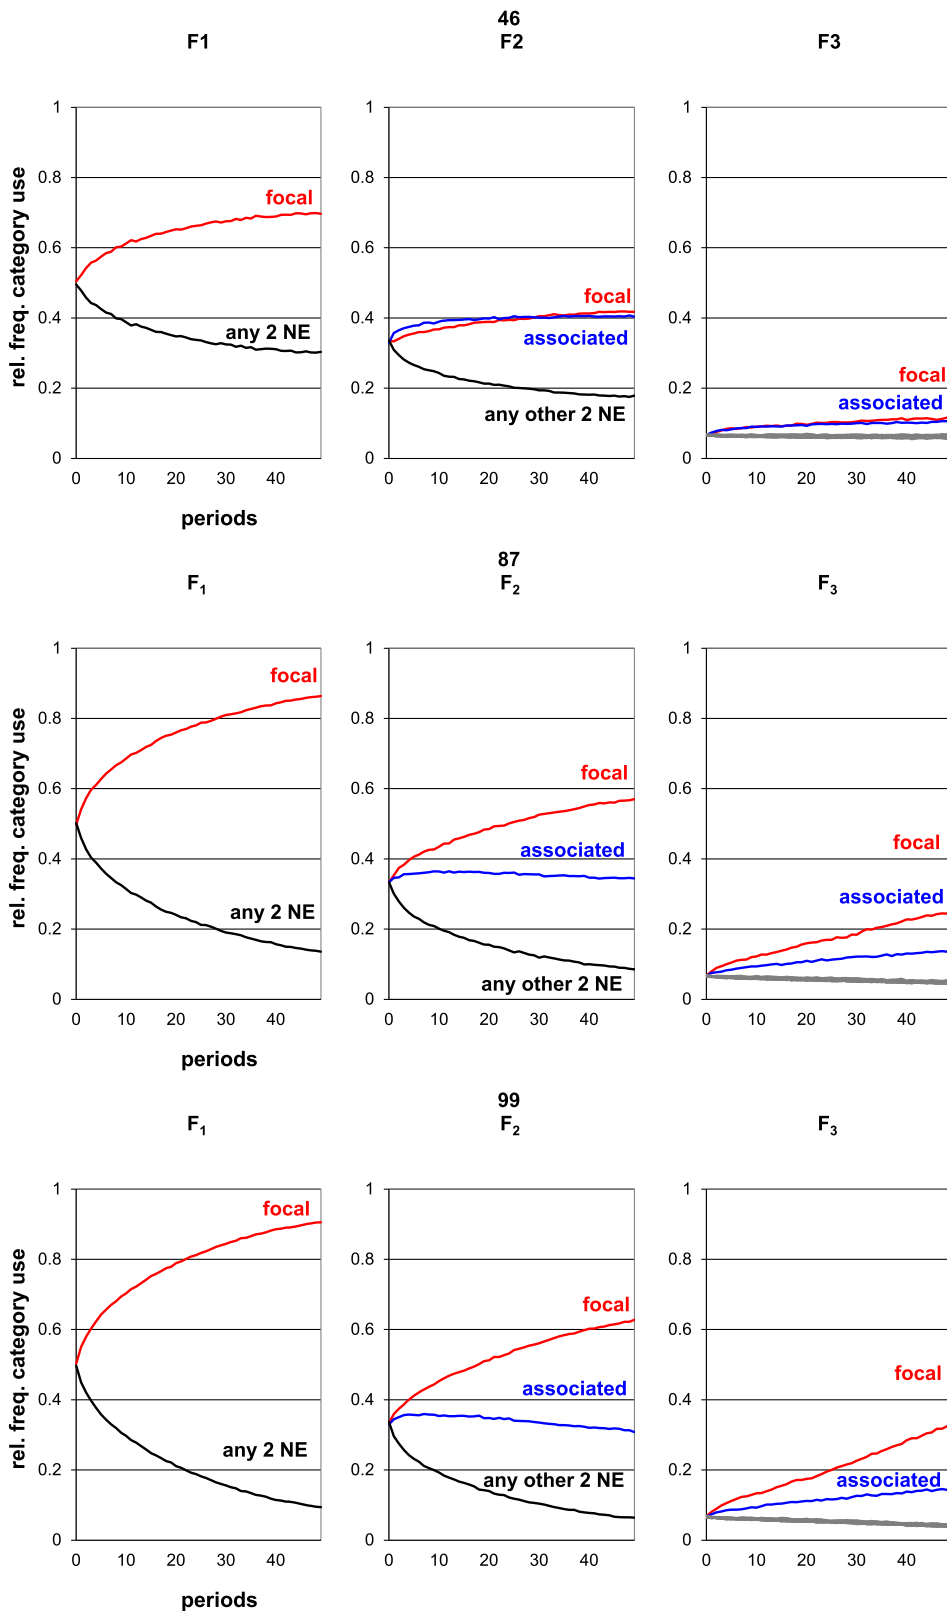 46
F1 F2 F3
1 1 1
0.8 0.8 0.8
focal
0.6 0.6 0.6
0.4 0.4 0.4
any 2 NE
focal
associated
any other 2 NE
focal
associated
0.2 0.2 0.2
0 0 0
0 10 20 30 40 0 10 20 30 40 0 10 20 30 40
rel. freq. category use
periods
87
F₁ F₂ F₃
1 1 1
focal
0.8 0.8 0.8
0.6 0.6 0.6
focal
0.4 0.4 0.4
associated
focal
any 2 NE
associated
0.2 0.2 0.2
any other 2 NE
0 0 0
0 10 20 30 40 0 10 20 30 40 0 10 20 30 40
rel. freq. category use
periods
99
F₁ F₂ F₃
1 1 1
focal
0.8 0.8 0.8
0.6 0.6 0.6
focal
0.4 0.4 0.4
associated
focal
any 2 NE
any other 2 NE
associated
0.2 0.2 0.2
0 0 0
0 10 20 30 40 0 10 20 30 40 0 10 20 30 40
rel. freq. category use
periods